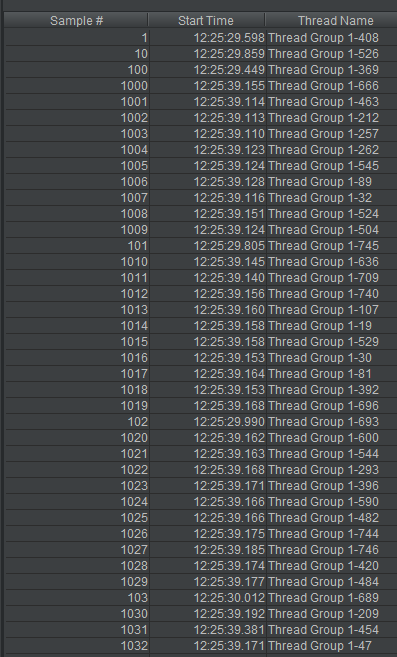 Sample # Start Time Thread Name
1 12:25:29.598 Thread Group 1-408
10 12:25:29.859 Thread Group 1-526
100 12:25:29.449 Thread Group 1-369
1000 12:25:39.155 Thread Group 1-666
1001 12:25:39.114 Thread Group 1-463
1002 12:25:39.113 Thread Group 1-212
1003 12:25:39.110 Thread Group 1-257
1004 12:25:39.123 Thread Group 1-262
1005 12:25:39.124 Thread Group 1-545
1006 12:25:39.128 Thread Group 1-89
1007 12:25:39.116 Thread Group 1-32
1008 12:25:39.151 Thread Group 1-524
1009 12:25:39.124 Thread Group 1-504
101 12:25:29.805 Thread Group 1-745
1010 12:25:39.145 Thread Group 1-636
1011 12:25:39.140 Thread Group 1-709
1012 12:25:39.156 Thread Group 1-740
1013 12:25:39.160 Thread Group 1-107
1014 12:25:39.158 Thread Group 1-19
1015 12:25:39.158 Thread Group 1-529
1016 12:25:39.153 Thread Group 1-30
1017 12:25:39.164 Thread Group 1-81
1018 12:25:39.153 Thread Group 1-392
1019 12:25:39.168 Thread Group 1-696
102 12:25:29.990 Thread Group 1-693
1020 12:25:39.162 Thread Group 1-600
1021 12:25:39.163 Thread Group 1-544
1022 12:25:39.168 Thread Group 1-293
1023 12:25:39.171 Thread Group 1-396
1024 12:25:39.166 Thread Group 1-590
1025 12:25:39.166 Thread Group 1-482
1026 12:25:39.175 Thread Group 1-744
1027 12:25:39.185 Thread Group 1-746
1028 12:25:39.174 Thread Group 1-420
1029 12:25:39.177 Thread Group 1-484
103 12:25:30.012 Thread Group 1-689
1030 12:25:39.192 Thread Group 1-209
1031 12:25:39.381 Thread Group 1-454
1032 12:25:39.171 Thread Group 1-47